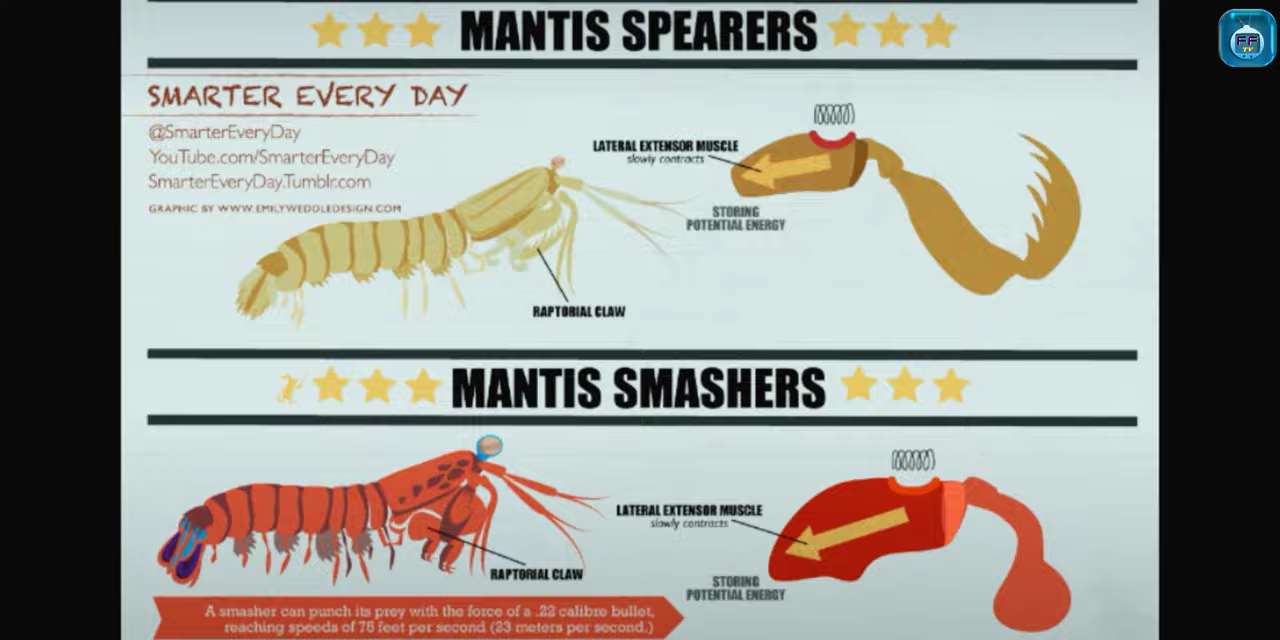 MANTIS SPEARERS
FF
TV
SMARTER EVERY DAY
@SmarterEveryDay
YouTube.com/SmarterEveryDay
SmarterEveryDay.Tumblr.com
GRAPHIC BY WWW.EMILYWEDDLEDESIGN.COM
LATERAL EXTENSOR MUSCLE
slowly contracts
STORING
POTENTIAL ENERGY
RAPTORIAL CLAW
MANTIS SMASHERS
LATERAL EXTENSOR MUSCLE
slowly contracts
RAPTORIAL CLAW
STORING
POTENTIAL ENERGY
A smasher can punch its prey with the force of a .22 calibre bullet,
reaching speeds of 75 feet per second (23 meters per second.)